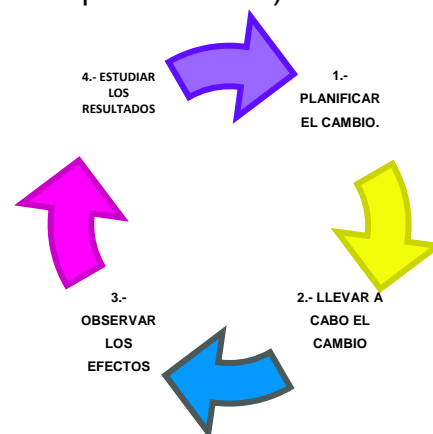 1.-
PLANIFICAR
EL CAMBIO.
2.- LLEVAR A
CABO EL
CAMBIO
3.-
OBSERVAR
LOS
EFECTOS
4.- ESTUDIAR
LOS
RESULTADOS